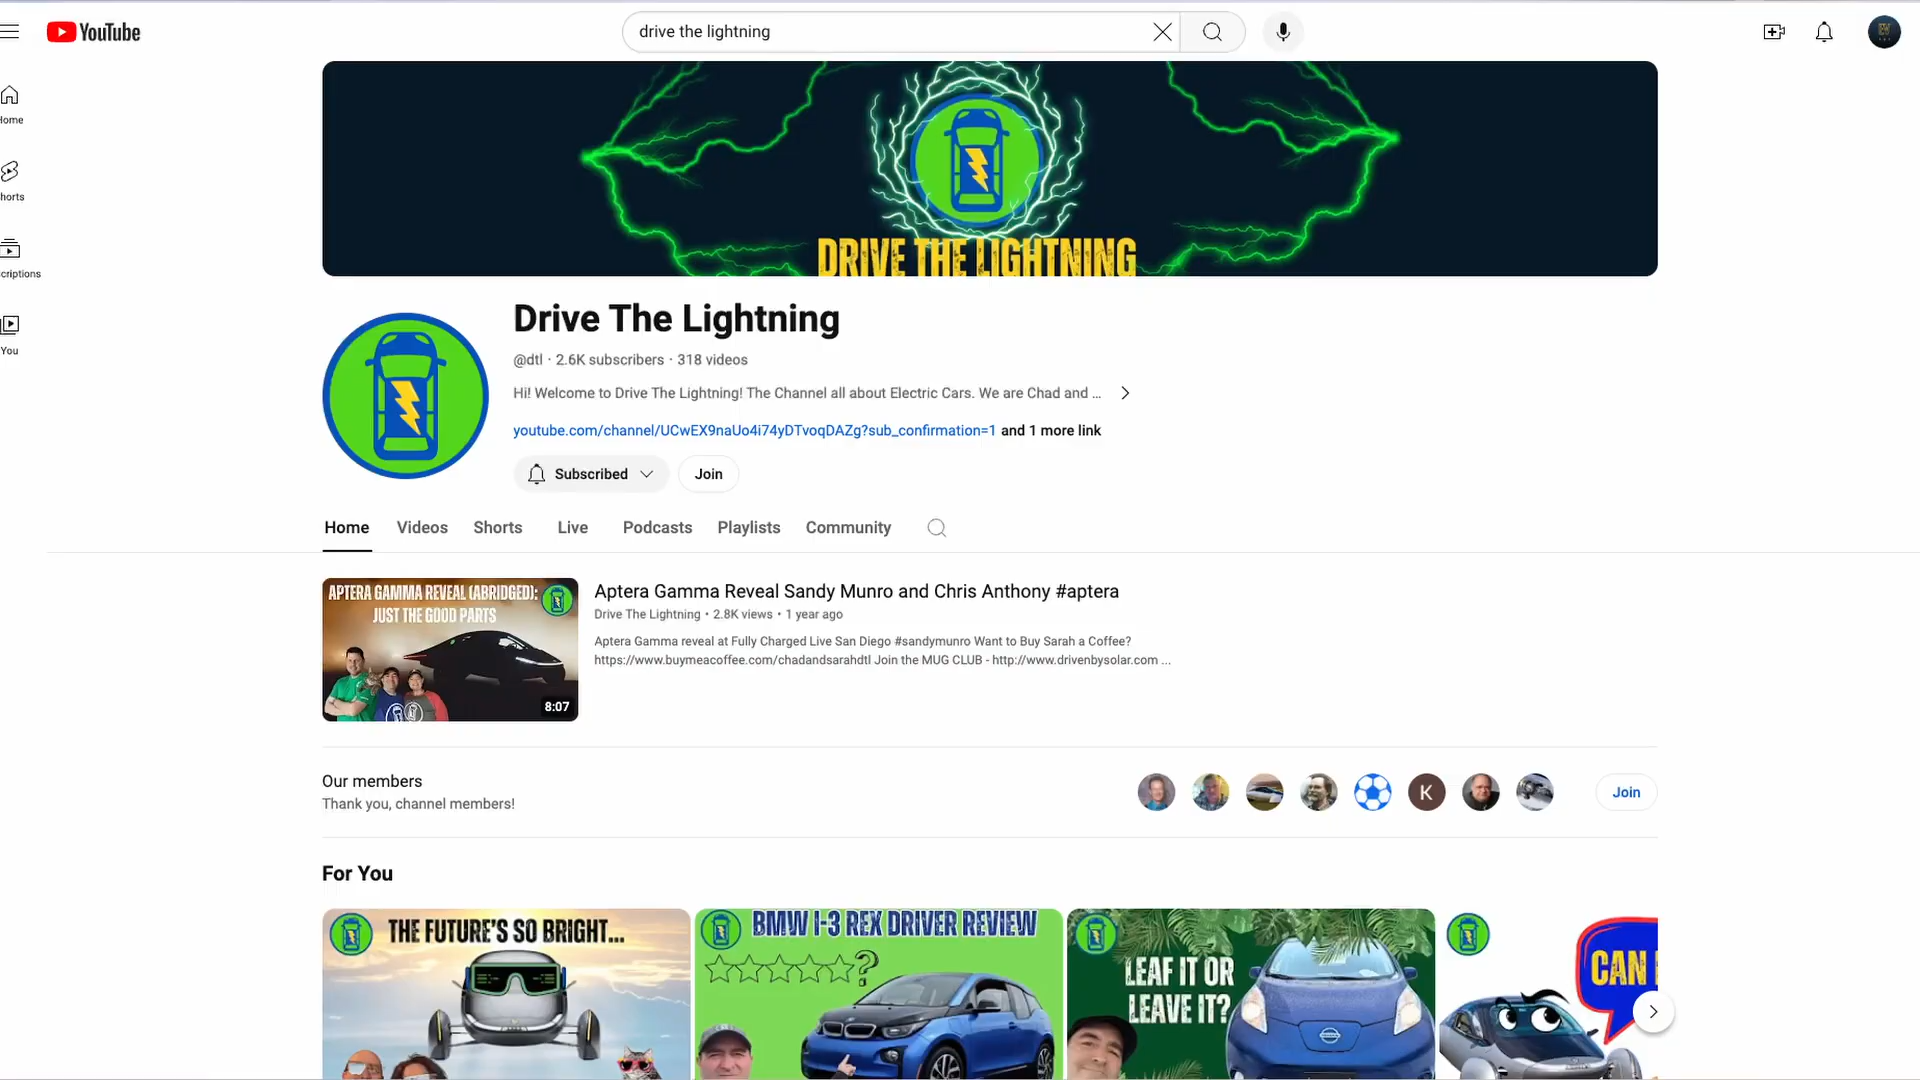 YouTube
drive the lightning
Home
Shorts
criptions
You
DRIVE THE LIGHTNING
Drive The Lightning
@dtl · 2.6K subscribers · 318 videos
Hi! Welcome to Drive The Lightning! The Channel all about Electric Cars. We are Chad and ...
youtube.com/channel/UCwEX9naUo4i74yDTvoqDAZg?sub_confirmation=1 and 1 more link
Subscribed
Join
Home Videos Shorts Live Podcasts Playlists Community
APTERA GAMMA REVEAL (ABRIDGED):
JUST THE GOOD PARTS
8:07
Aptera Gamma Reveal Sandy Munro and Chris Anthony #aptera
Drive The Lightning • 2.8K views • 1 year ago
Aptera Gamma reveal at Fully Charged Live San Diego #sandymunro Want to Buy Sarah a Coffee?
https://www.buymeacoffee.com/chadandsarahdtl Join the MUG CLUB - http://www.drivenbysolar.com ...
Our members
Thank you, channel members!
K
Join
For You
THE FUTURE'S SO BRIGHT...
BMW I-3 REX DRIVER REVIEW
?
LEAF IT OR
LEAVE IT?
CAN